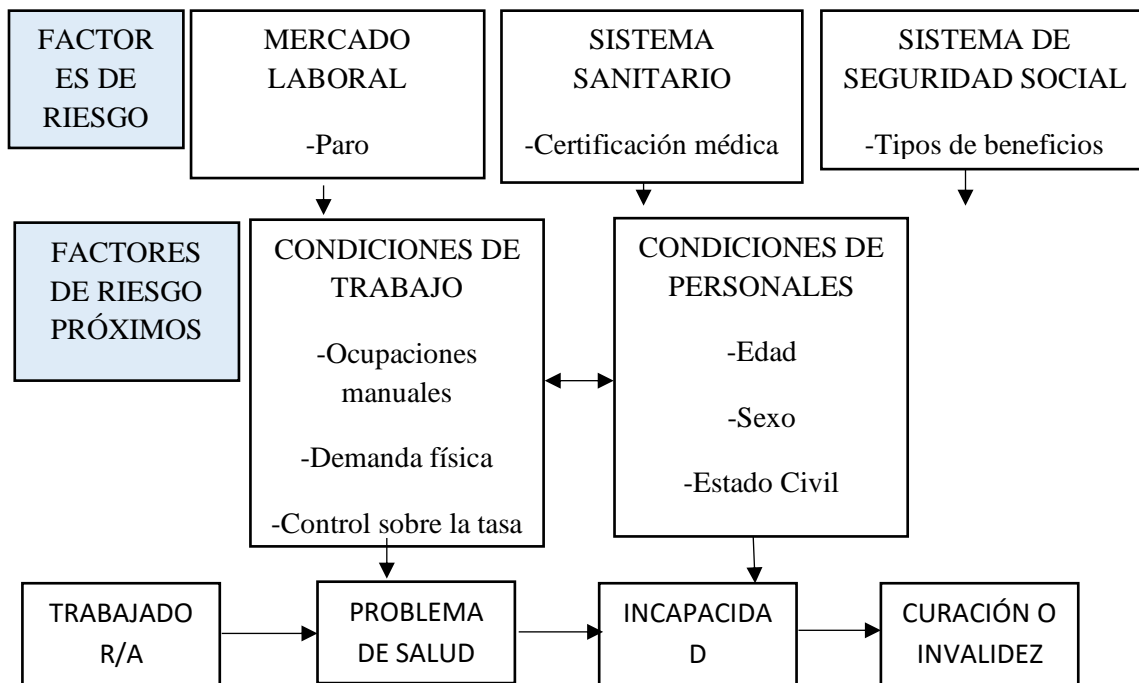 FACTOR
ES DE
RIESGO
MERCADO
LABORAL
-Paro
SISTEMA
SANITARIO
-Certificación médica
SISTEMA DE
SEGURIDAD SOCIAL
-Tipos de beneficios
FACTORES
DE RIESGO
PRÓXIMOS
CONDICIONES DE
TRABAJO
-Ocupaciones
manuales
-Demanda física
-Control sobre la tasa
CONDICIONES DE
PERSONALES
-Edad
-Sexo
-Estado Civil
TRABAJADO
R/A
PROBLEMA
DE SALUD
INCAPACIDA
D
CURACIÓN O
INVALIDEZ